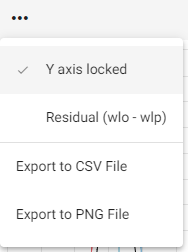 Y axis locked
Residual (wlo - wlp)
Export to CSV File
Export to PNG File